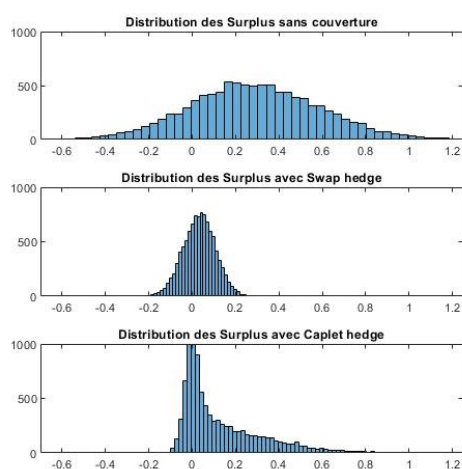 Distribution des Surplus sans couverture
1000
500
0
-0.6 -0.4 -0.2 0 0.2 0.4 0.6 0.8 1 1.2
Distribution des Surplus avec Swap hedge
1000
500
0
-0.6 -0.4 -0.2 0 0.2 0.4 0.6 0.8 1 1.2
Distribution des Surplus avec Caplet hedge
1000
500
0
-0.6 -0.4 -0.2 0 0.2 0.4 0.6 0.8 1 1.2